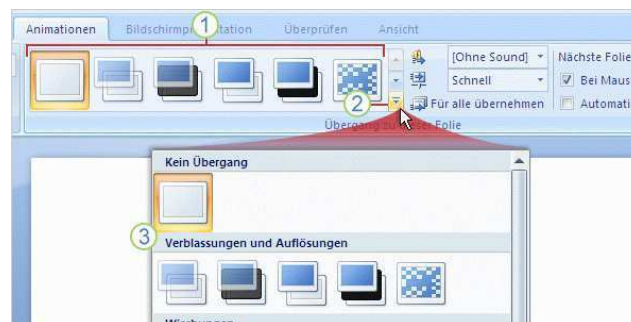 Animationen Bildschirmpräsentation Überprüfen Ansicht
1
[Ohne Sound] Nächste Folie
Schnell Bei Maus
2 Für alle übernehmen Automati
Übergang zu dieser Folie
Kein Übergang
3
Verblassungen und Auflösungen